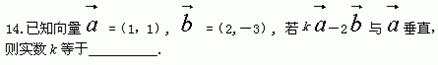 14.已知向量 a⃗ =(1, 1), b⃗ =(2,-3), 若 k a⃗ -2 b⃗ 与 a⃗ 垂直,
则实数 k 等于________.